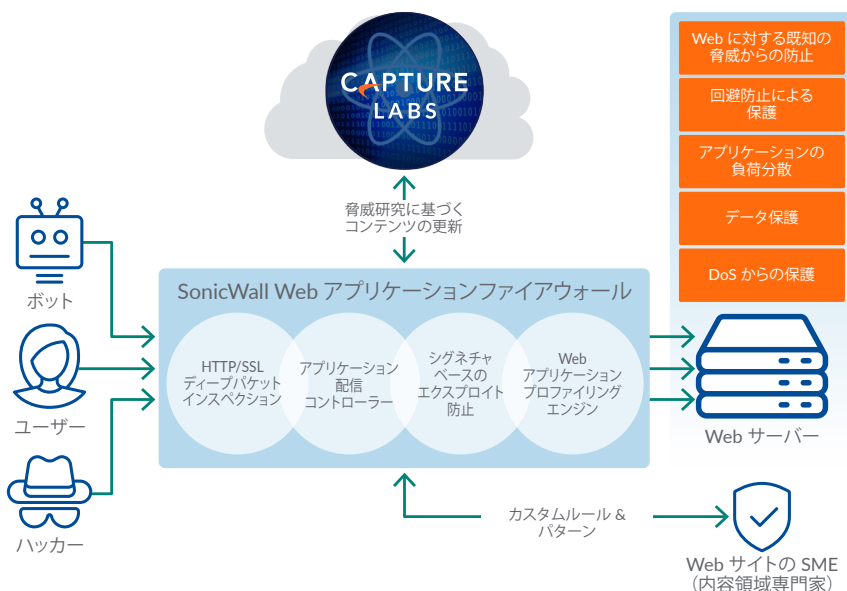 CAPTURE
LABS
脅威研究に基づく
コンテンツの更新
Web に対する既知の
脅威からの防止
回避防止による
保護
アプリケーションの
負荷分散
データ保護
DoS からの保護
ボット
ユーザー
ハッカー
SonicWall Web アプリケーションファイアウォール
HTTP/SSL
ディープパケット
インスペクション
アプリケーション
配信
コントローラー
シグネチャ
ベースの
エクスプロイト
防止
Web
アプリケーション
プロファイリング
エンジン
Web サーバー
カスタムルール &
パターン
Web サイトの SME
（内容領域専門家）